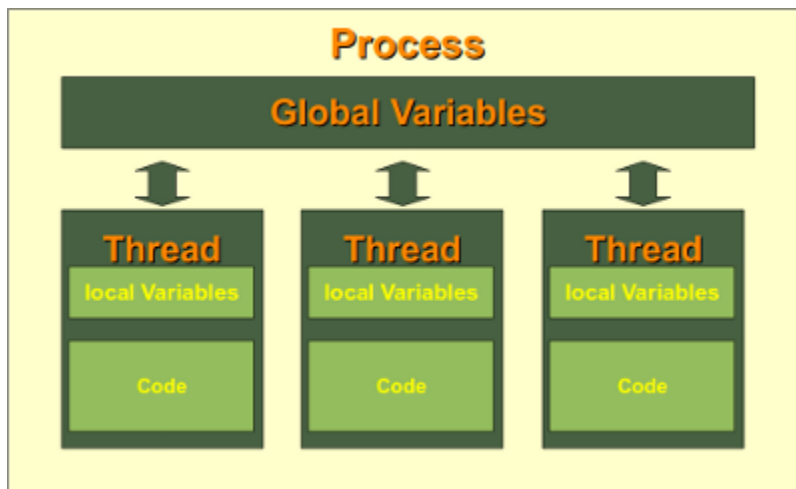 Process
Global Variables
Thread
local Variables
Code
Thread
local Variables
Code
Thread
local Variables
Code